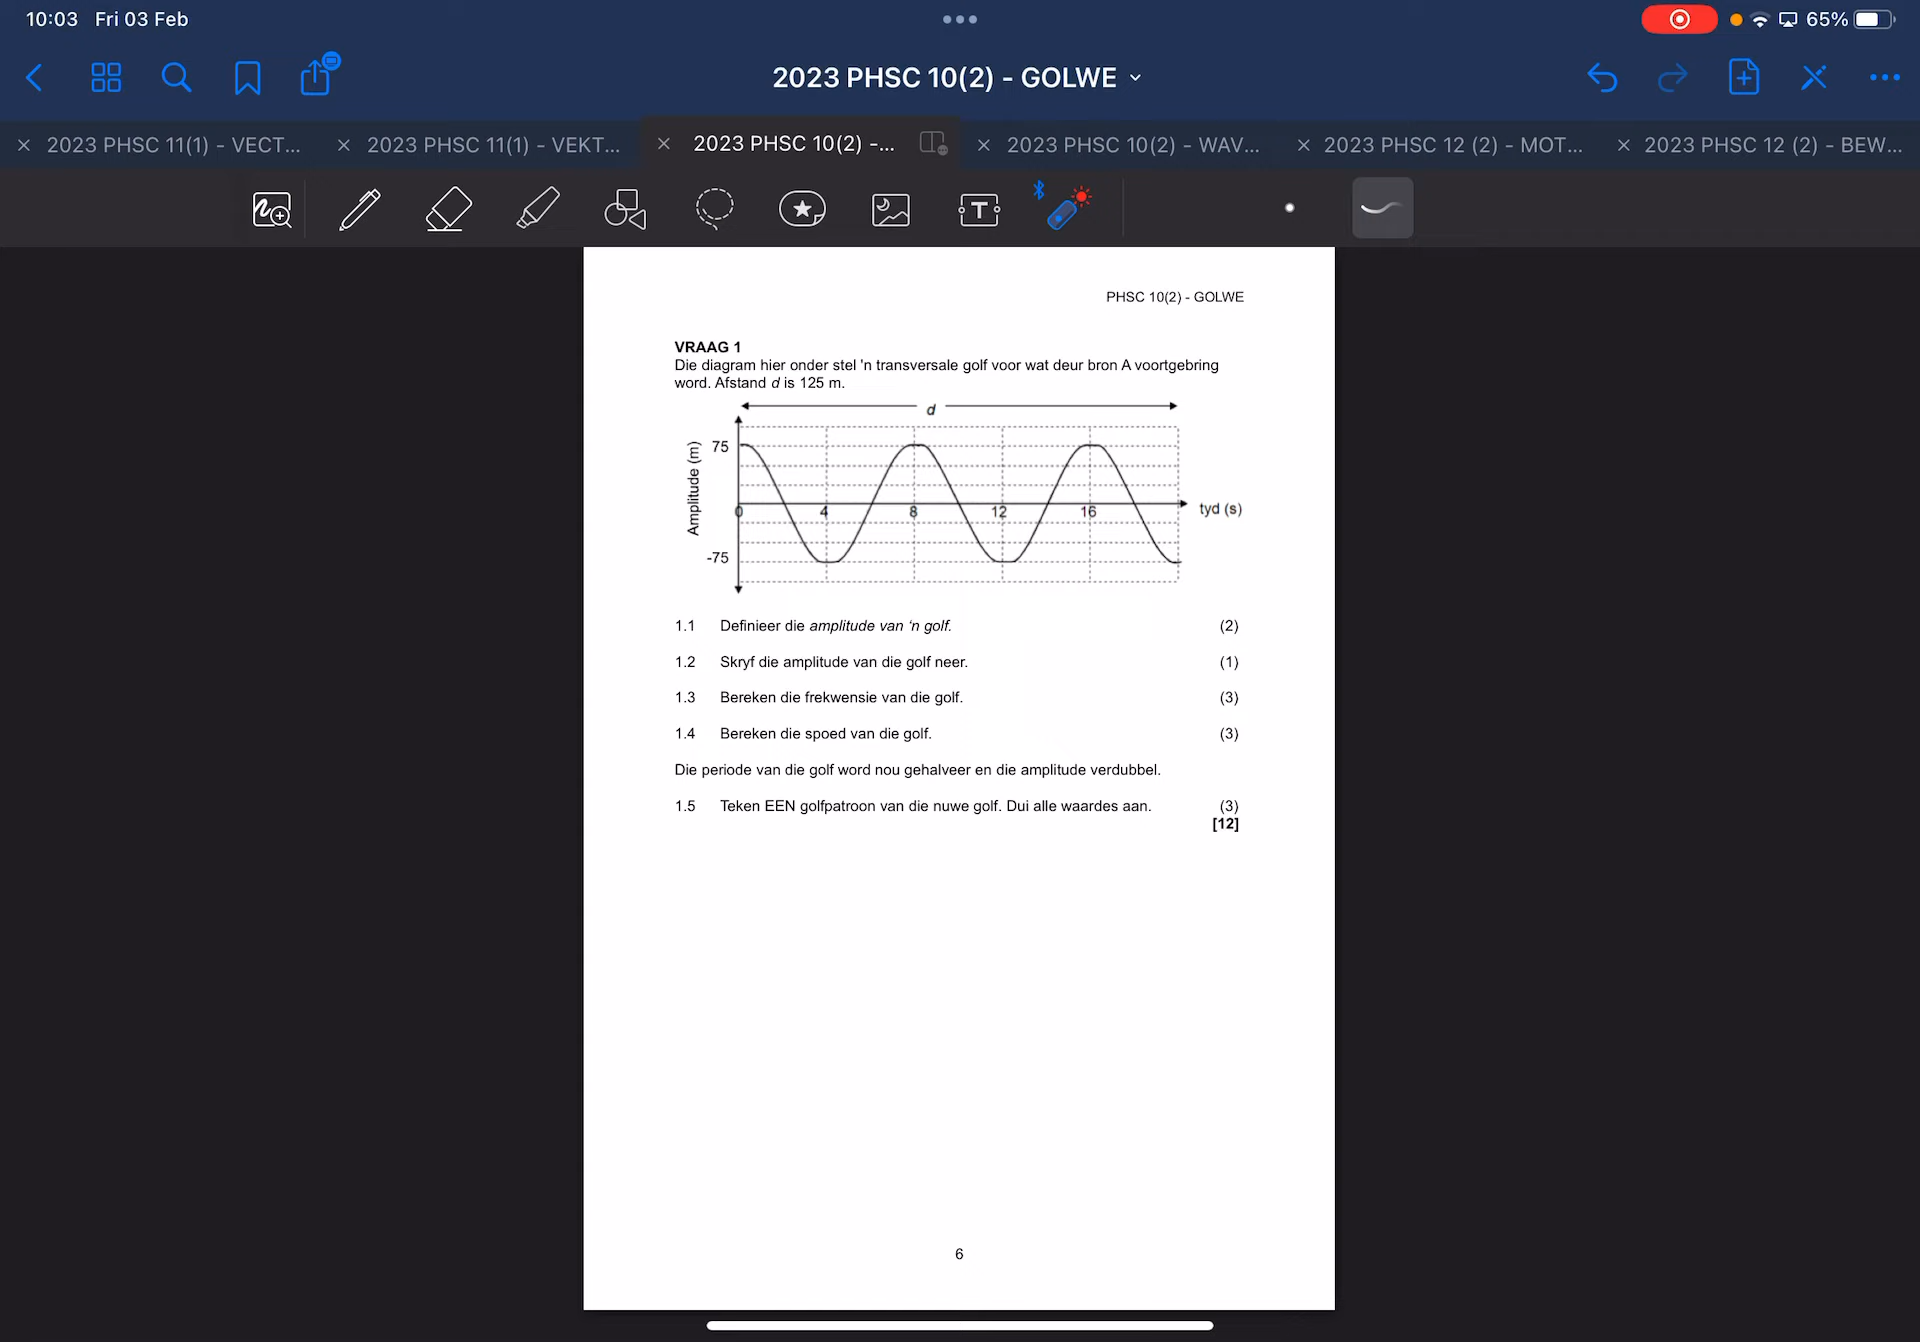 10:03 Fri 03 Feb
65%
2023 PHSC 10(2) - GOLWE
2023 PHSC 11(1) - VECT...
2023 PHSC 11(1) - VEKT...
2023 PHSC 10(2) -...
2023 PHSC 10(2) - WAV...
2023 PHSC 12 (2) - MOT...
2023 PHSC 12 (2) - BEW...
T
PHSC 10(2) - GOLWE
VRAAG 1
Die diagram hier onder stel 'n transversale golf voor wat deur bron A voortgebring
word. Afstand d is 125 m.
d
Amplitude (m)
75
0 4 8 12 16
tyd (s)
-75
1.1 Definieer die amplitude van ‘n golf. (2)
1.2 Skryf die amplitude van die golf neer. (1)
1.3 Bereken die frekwensie van die golf. (3)
1.4 Bereken die spoed van die golf. (3)
Die periode van die golf word nou gehalveer en die amplitude verdubbel.
1.5 Teken EEN golfpatroon van die nuwe golf. Dui alle waardes aan. (3)
[12]
6